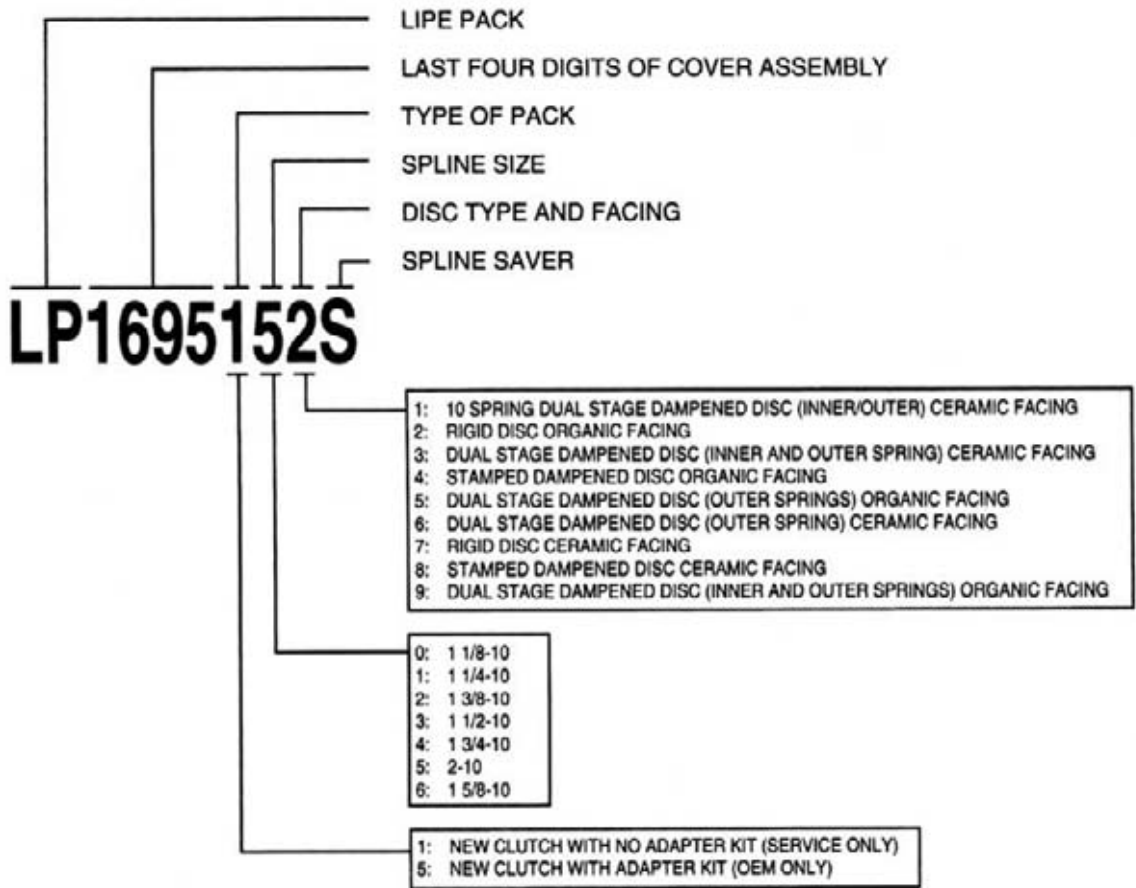 LIPE PACK
LAST FOUR DIGITS OF COVER ASSEMBLY
TYPE OF PACK
SPLINE SIZE
DISC TYPE AND FACING
SPLINE SAVER
LP1695152S
1: 10 SPRING DUAL STAGE DAMPENED DISC (INNER/OUTER) CERAMIC FACING
2: RIGID DISC ORGANIC FACING
3: DUAL STAGE DAMPENED DISC (INNER AND OUTER SPRING) CERAMIC FACING
4: STAMPED DAMPENED DISC ORGANIC FACING
5: DUAL STAGE DAMPENED DISC (OUTER SPRINGS) ORGANIC FACING
6: DUAL STAGE DAMPENED DISC (OUTER SPRING) CERAMIC FACING
7: RIGID DISC CERAMIC FACING
8: STAMPED DAMPENED DISC CERAMIC FACING
9: DUAL STAGE DAMPENED DISC (INNER AND OUTER SPRINGS) ORGANIC FACING
0: 1 1/8-10
1: 1 1/4-10
2: 1 3/8-10
3: 1 1/2-10
4: 1 3/4-10
5: 2-10
6: 1 5/8-10
1: NEW CLUTCH WITH NO ADAPTER KIT (SERVICE ONLY)
5: NEW CLUTCH WITH ADAPTER KIT (OEM ONLY)